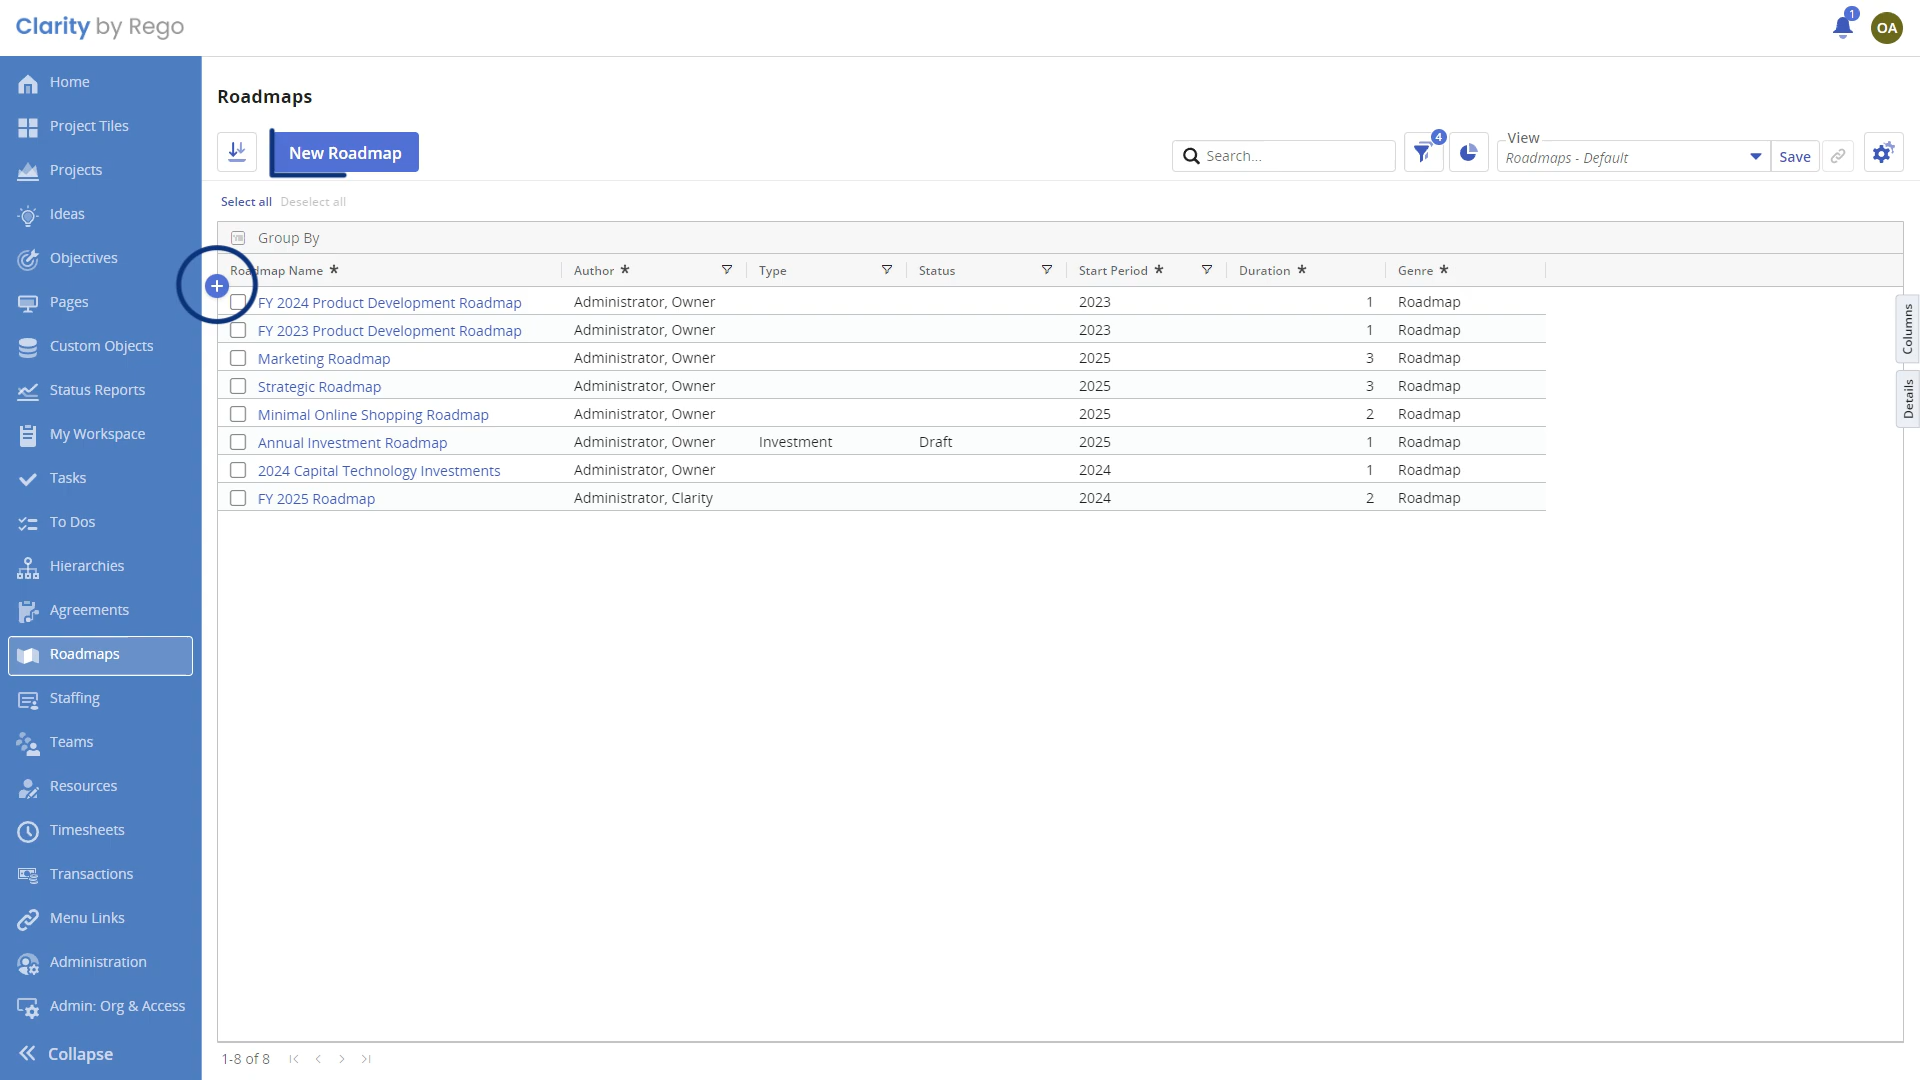 Clarity by Rego
1
OA
Home
Project Tiles
Projects
Ideas
Objectives
Pages
Custom Objects
Status Reports
My Workspace
Tasks
To Dos
Hierarchies
Agreements
Roadmaps
Staffing
Teams
Resources
Timesheets
Transactions
Menu Links
Administration
Admin: Org & Access
Collapse
Roadmaps
New Roadmap
Search...
4
View
Roadmaps - Default
Save
Select all Deselect all
Group By
Roadmap Name * Author * Type Status Start Period * Duration * Genre *
FY 2024 Product Development Roadmap Administrator, Owner 2023 1 Roadmap
FY 2023 Product Development Roadmap Administrator, Owner 2023 1 Roadmap
Marketing Roadmap Administrator, Owner 2025 3 Roadmap
Strategic Roadmap Administrator, Owner 2025 3 Roadmap
Minimal Online Shopping Roadmap Administrator, Owner 2025 2 Roadmap
Annual Investment Roadmap Administrator, Owner Investment Draft 2025 1 Roadmap
2024 Capital Technology Investments Administrator, Owner 2024 1 Roadmap
FY 2025 Roadmap Administrator, Clarity 2024 2 Roadmap
Columns
Details
1-8 of 8